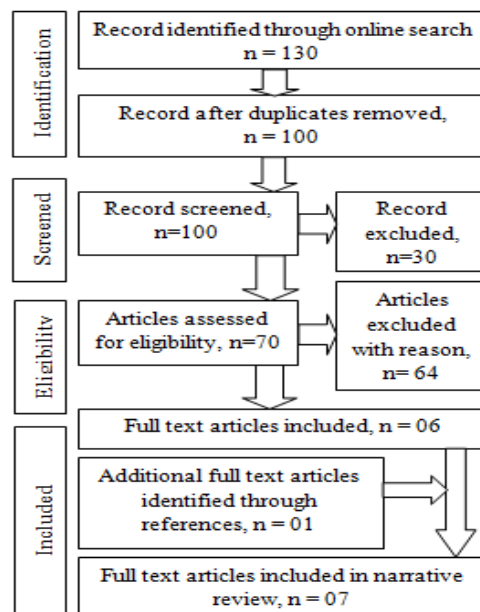 Identification
Record identified through online search
n = 130
Record after duplicates removed,
n = 100
Screened
Record screened,
n=100
Record
excluded,
n=30
Eligibility
Articles assessed
for eligibility, n=70
Articles
excluded
with reason,
n= 64
Included
Full text articles included, n = 06
Additional full text articles
identified through
references, n = 01
Full text articles included in narrative
review, n = 07